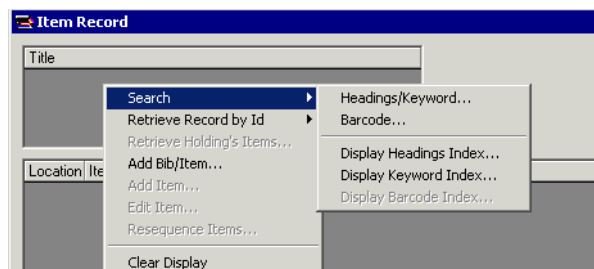 Item Record
Title
Search
Retrieve Record by Id
Retrieve Holding's Items...
Add Bib/Item...
Add Item...
Edit Item...
Resequence Items...
Clear Display
Headings/Keyword...
Barcode...
Display Headings Index...
Display Keyword Index...
Display Barcode Index...
Location Ite